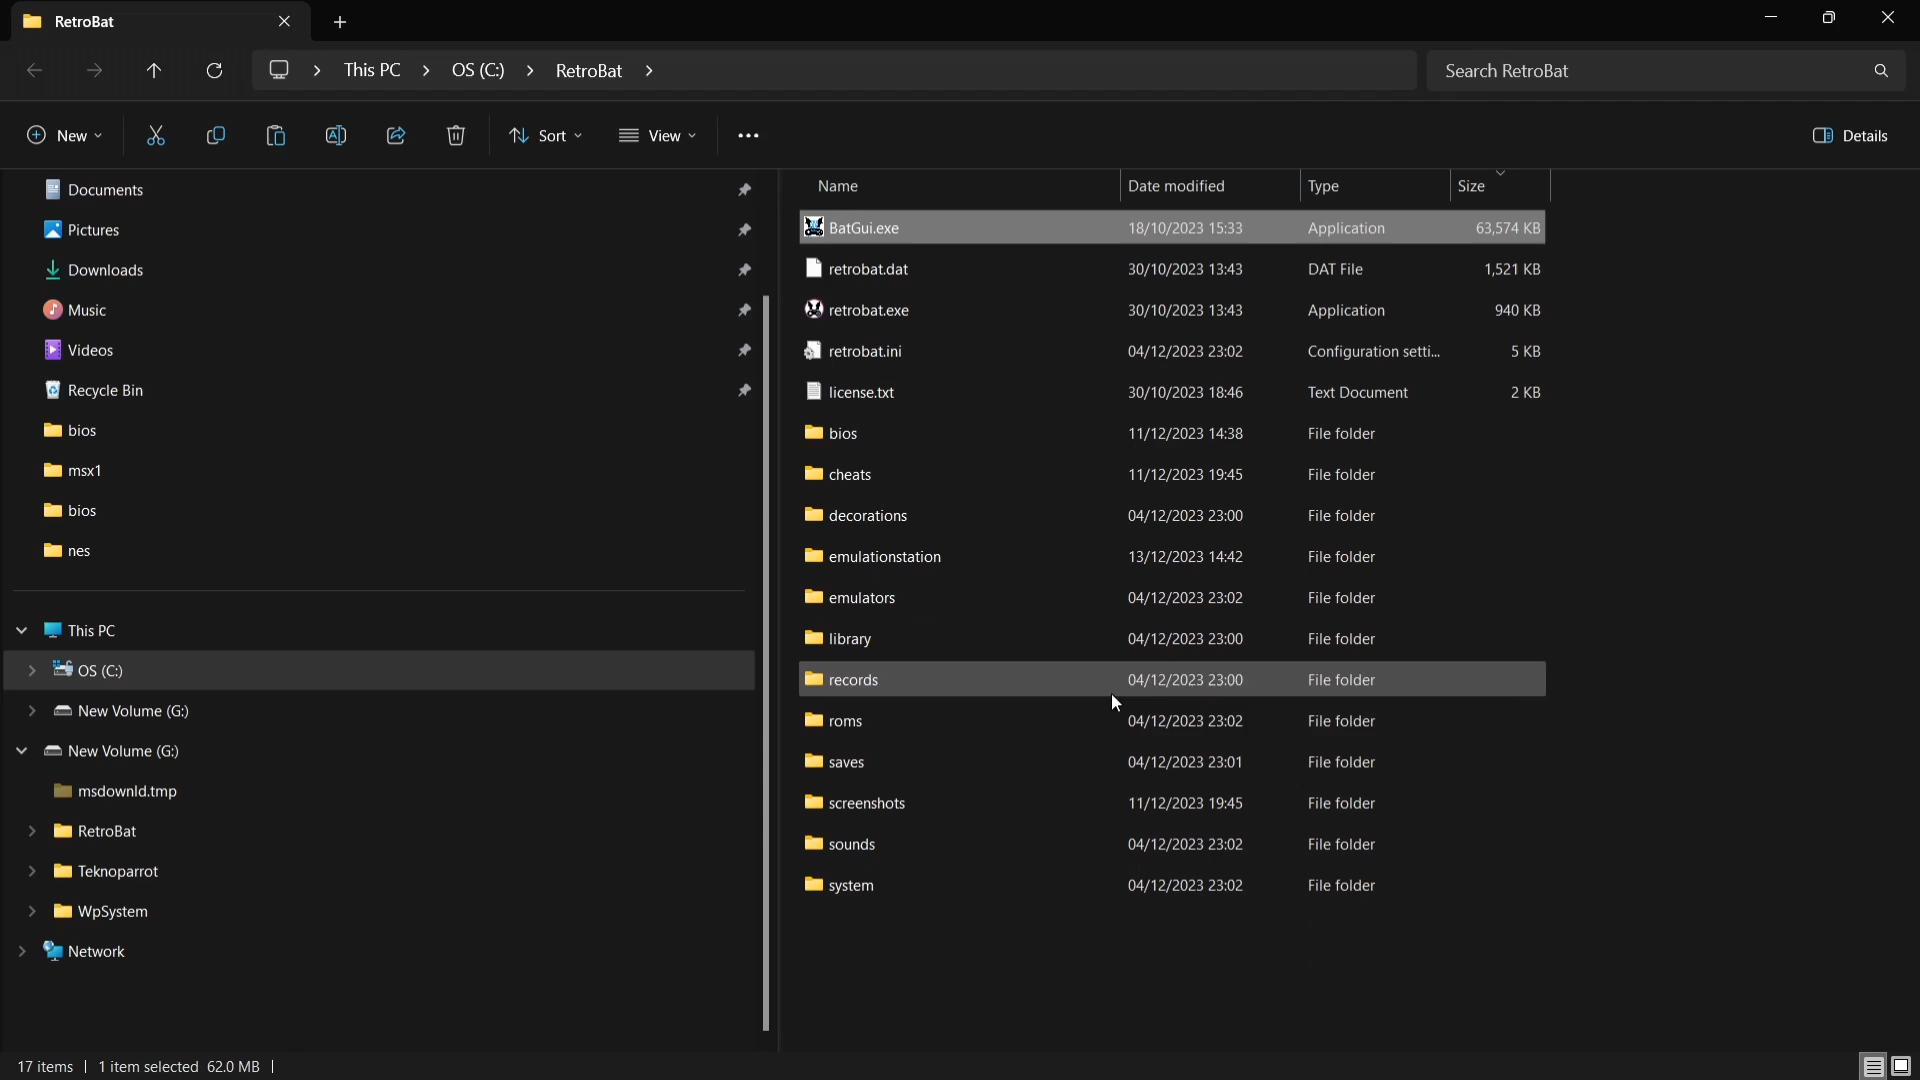 RetroBat
This PC > OS (C:) > RetroBat >
Search RetroBat
New
Sort
View
Details
Documents
Pictures
Downloads
Music
Videos
Recycle Bin
bios
msx1
bios
nes
This PC
OS (C:)
New Volume (G:)
New Volume (G:)
msdownld.tmp
RetroBat
Teknoparrot
WpSystem
Network
Name Date modified Type Size
BatGui.exe 18/10/2023 15:33 Application 63,574 KB
retrobat.dat 30/10/2023 13:43 DAT File 1,521 KB
retrobat.exe 30/10/2023 13:43 Application 940 KB
retrobat.ini 04/12/2023 23:02 Configuration setti... 5 KB
license.txt 30/10/2023 18:46 Text Document 2 KB
bios 11/12/2023 14:38 File folder
cheats 11/12/2023 19:45 File folder
decorations 04/12/2023 23:00 File folder
emulationstation 13/12/2023 14:42 File folder
emulators 04/12/2023 23:02 File folder
library 04/12/2023 23:00 File folder
records 04/12/2023 23:00 File folder
roms 04/12/2023 23:02 File folder
saves 04/12/2023 23:01 File folder
screenshots 11/12/2023 19:45 File folder
sounds 04/12/2023 23:02 File folder
system 04/12/2023 23:02 File folder
17 items | 1 item selected 62.0 MB |